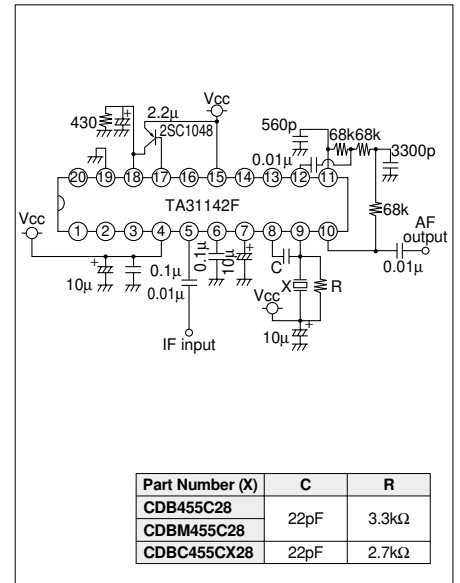 Vcc
2.2μ
430
2SC1048
560p
68k 68k
0.01μ
3300p
20 19 18 17 16 15 14 13 12 11
TA31142F
68k
Vcc
1 2 3 4 5 6 7 8 9 10
AF
output
0.1μ
10μ
C
0.01μ
10μ
0.1μ
0.01μ
X
R
Vcc
10μ
IF input
Part Number (X) C R
CDB455C28 22pF 3.3kΩ
CDBM455C28
CDBC455CX28 22pF 2.7kΩ